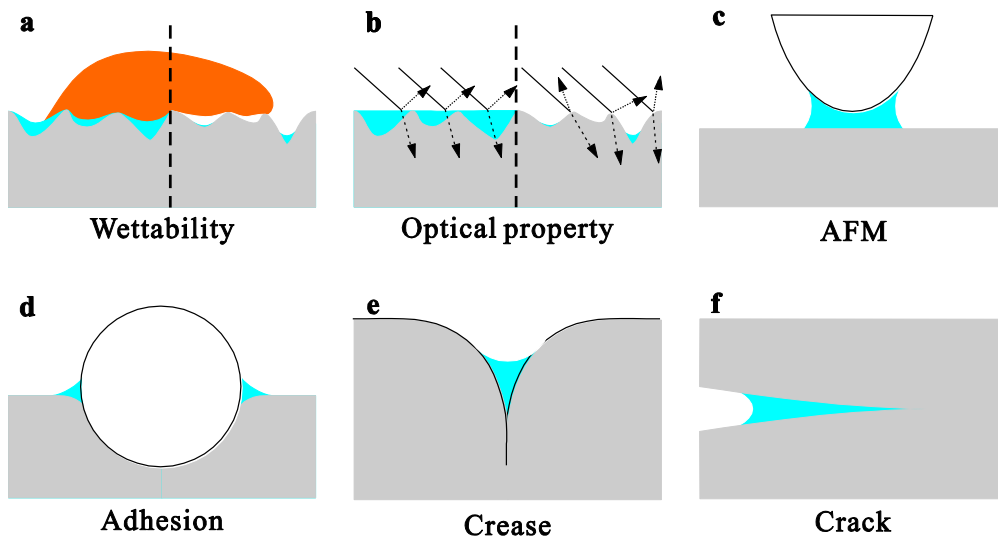 a
Wettability
b
Optical property
c
AFM
d
Adhesion
e
Crease
f
Crack